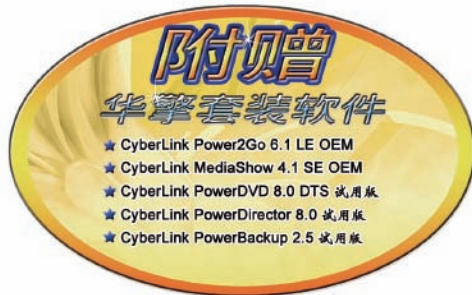 附赠
华擎套装软件
CyberLink Power2Go 6.1 LE OEM
CyberLink MediaShow 4.1 SE OEM
CyberLink PowerDVD 8.0 DTS 试用版
CyberLink PowerDirector 8.0 试用版
CyberLink PowerBackup 2.5 试用版